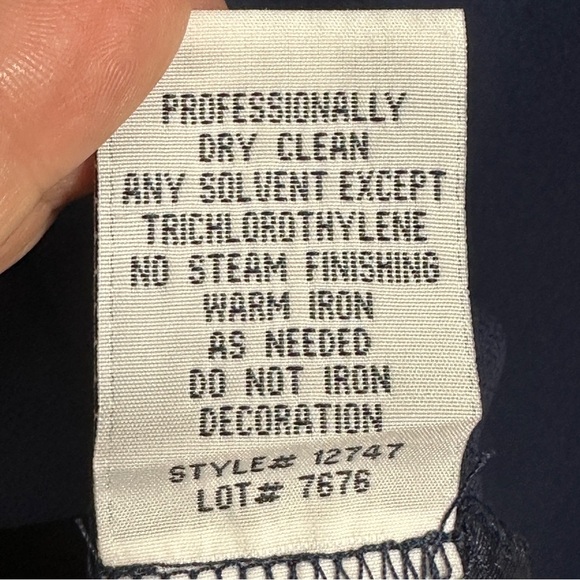 PROFESSIONALLY
DRY CLEAN
ANY SOLVENT EXCEPT
TRICHLOROTHYLENE
NO STEAM FINISHING
WARM IRON
AS NEEDED
DO NOT IRON
DECORATION
STYLE# 12747
LOT# 7676